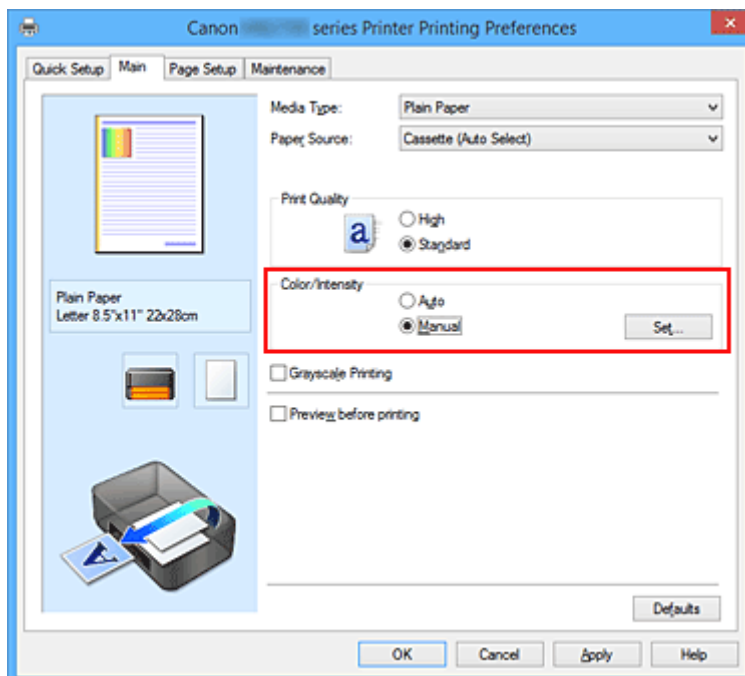 Canon series Printer Printing Preferences
Quick Setup Main Page Setup Maintenance
Media Type: Plain Paper
Paper Source: Cassette (Auto Select)
Print Quality
a
High
Standard
Color/Intensity
Auto
Manual
Set...
Plain Paper
Letter 8.5"x11" 22x28cm
Grayscale Printing
Preview before printing
A
Defaults
OK Cancel Apply Help